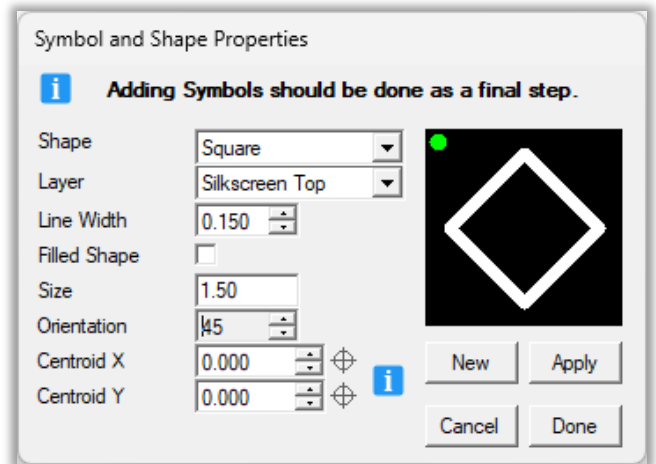 Symbol and Shape Properties
i Adding Symbols should be done as a final step.
Shape Square
Layer Silkscreen Top
Line Width 0.150
Filled Shape
Size 1.50
Orientation 45
Centroid X 0.000
Centroid Y 0.000
i
New Apply
Cancel Done